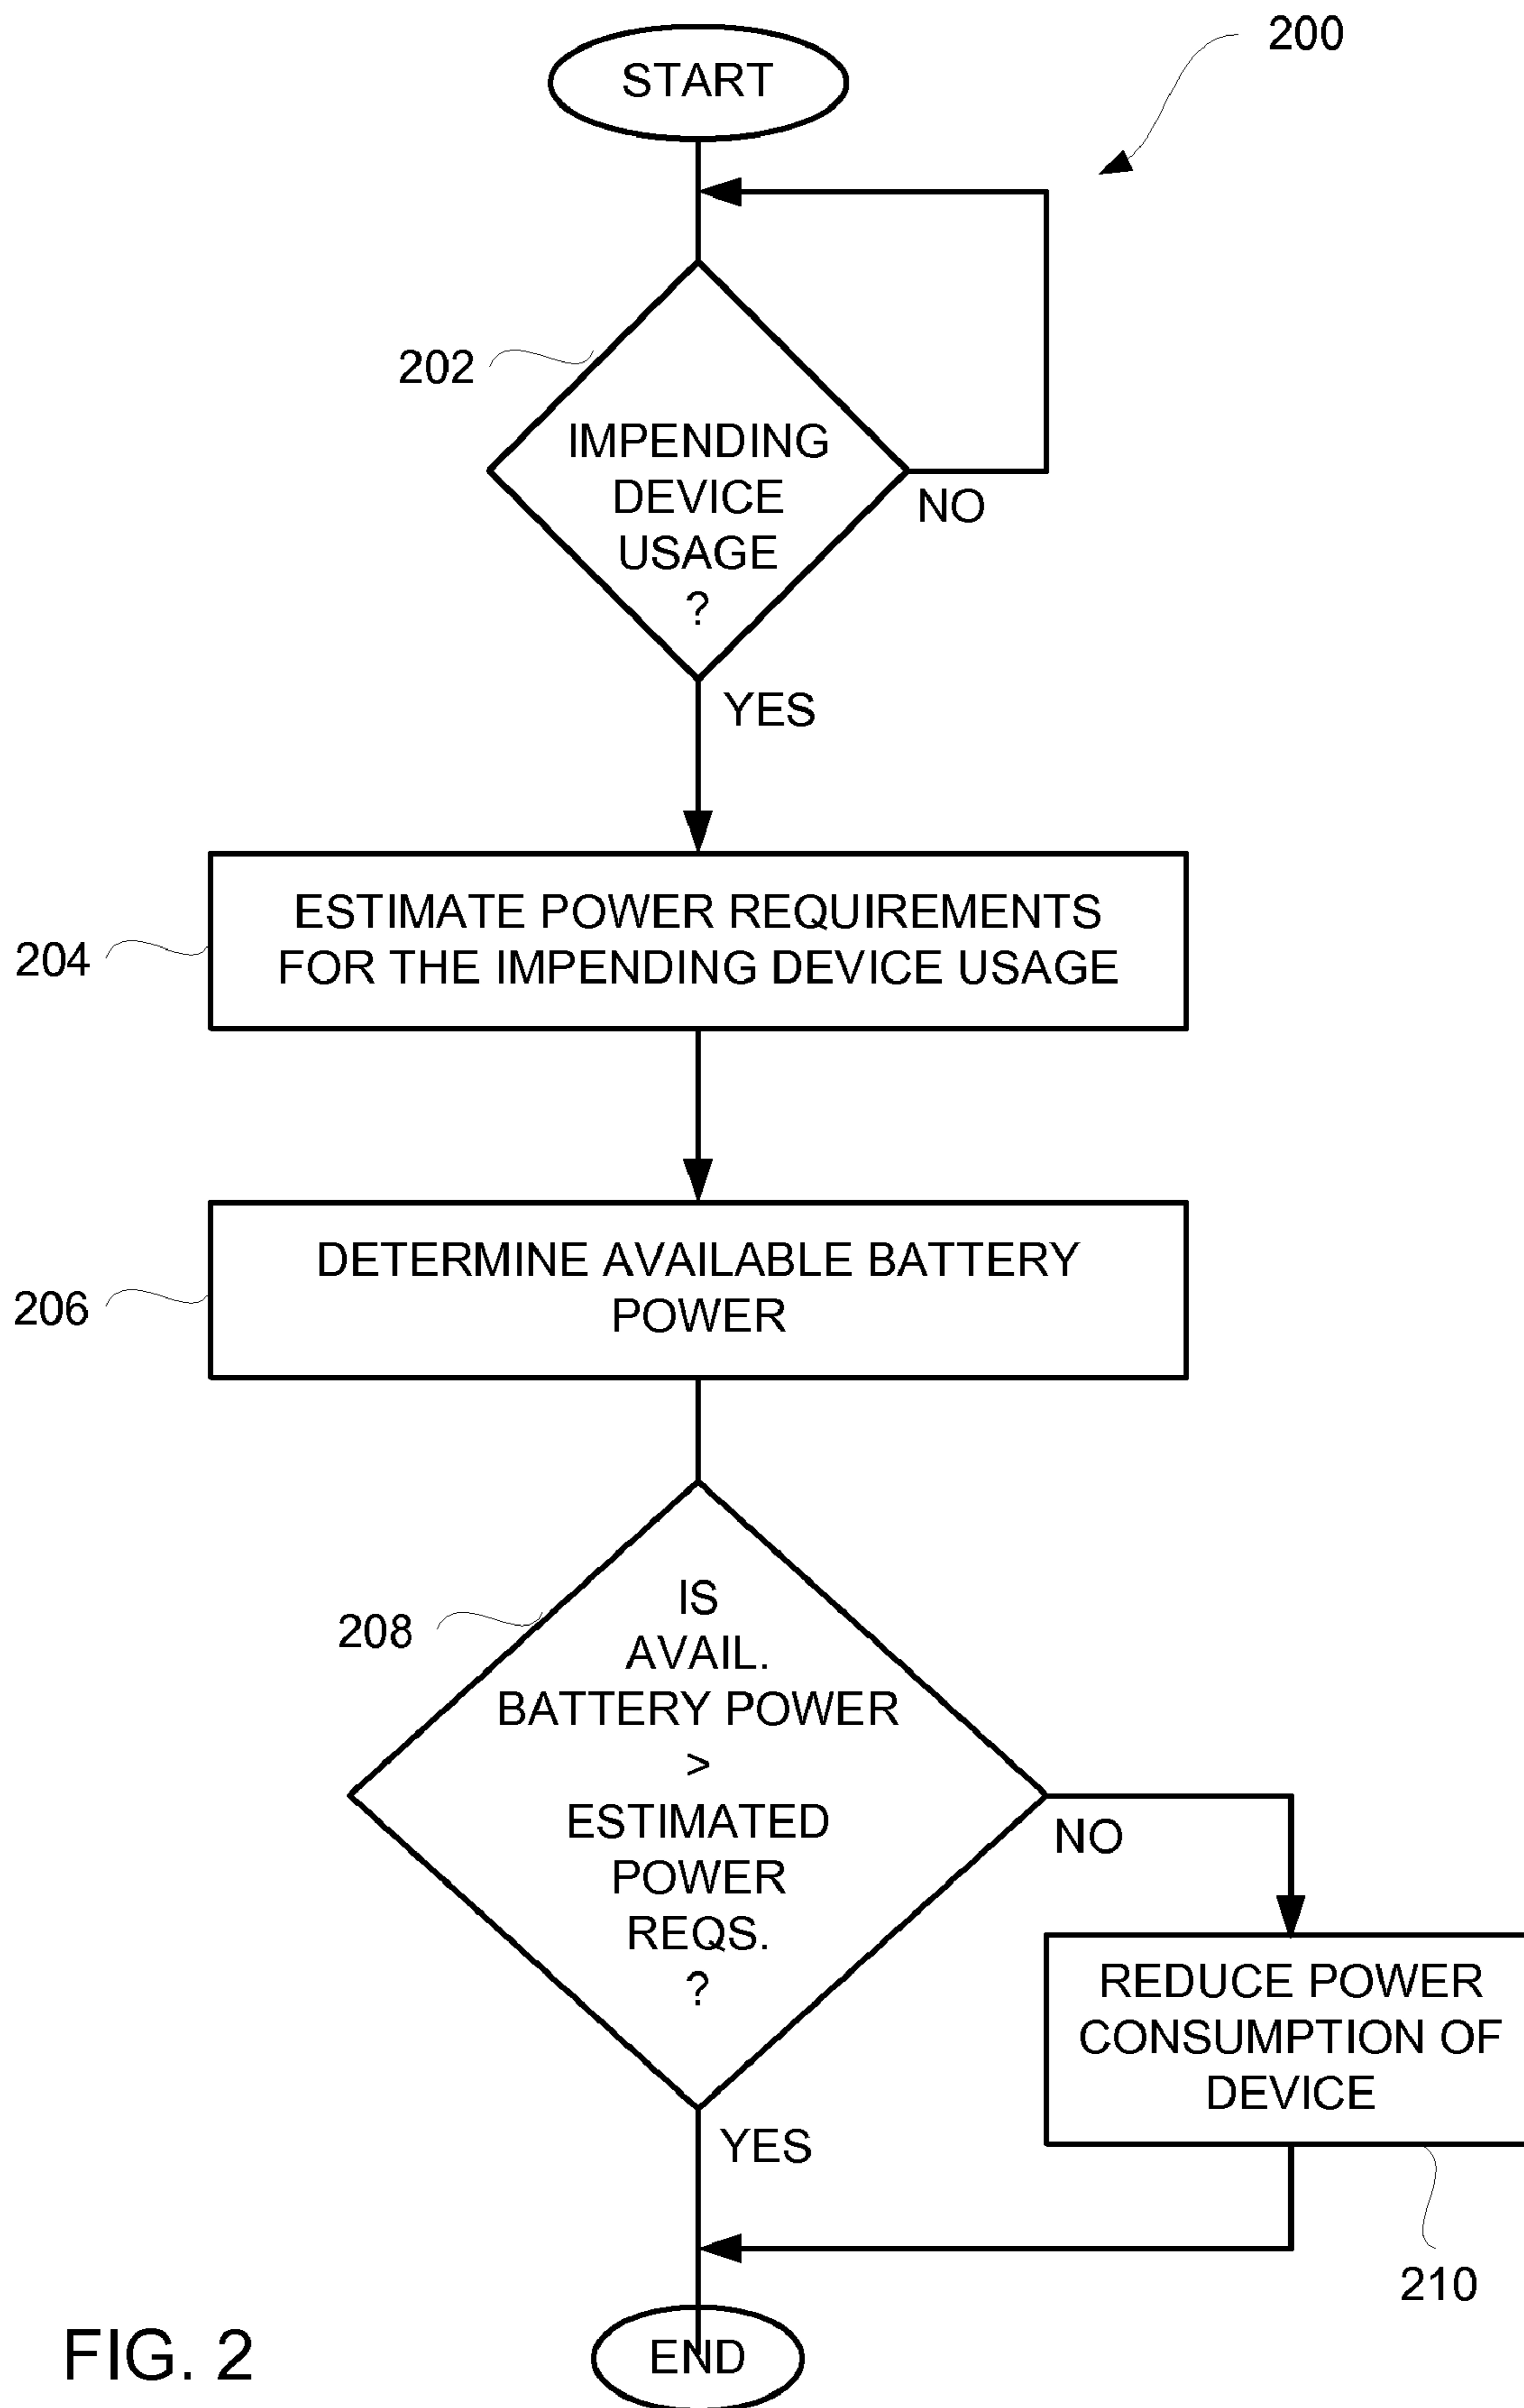 200
START
202
IMPENDING
DEVICE
USAGE
?
NO
YES
204
ESTIMATE POWER REQUIREMENTS
FOR THE IMPENDING DEVICE USAGE
206
DETERMINE AVAILABLE BATTERY
POWER
208
IS
AVAIL.
BATTERY POWER
>
ESTIMATED
POWER
REQS.
?
NO
REDUCE POWER
CONSUMPTION OF
DEVICE
YES
210
END
FIG. 2